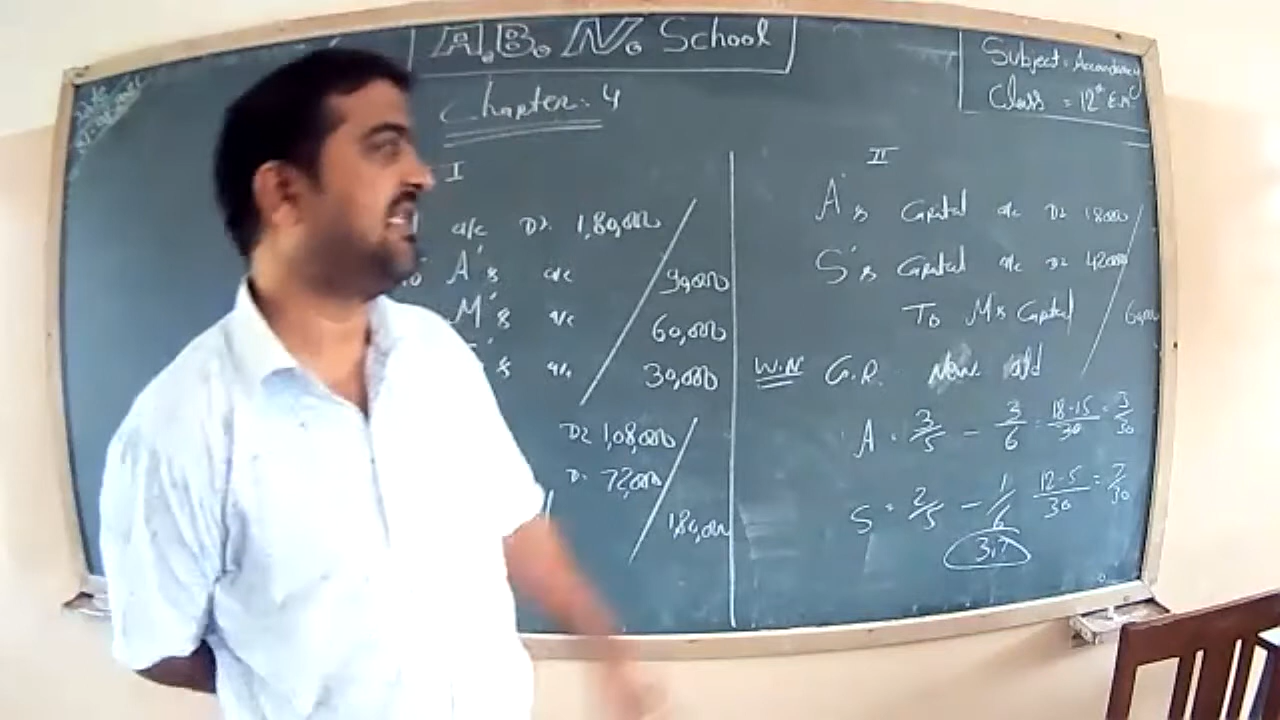 A.B.N. School
Subject: Accountancy
Class = 12th E.M
Chapter: 4
I
a/c Dr. 1,80,000
A's a/c 90,000
M's a/c 60,000
's a/c 30,000
Dr 1,08,000
D. 72,000
1,80,000
II
A's Capital a/c Dr 18000
S's Capital a/c Dr 42000
To M's Capital
W.N G.R. New old
A = 3/5 - 3/6 = 18-15/30 = 3/30
S = 2/5 - 1/6 12-5/30 = 7/30
3:7